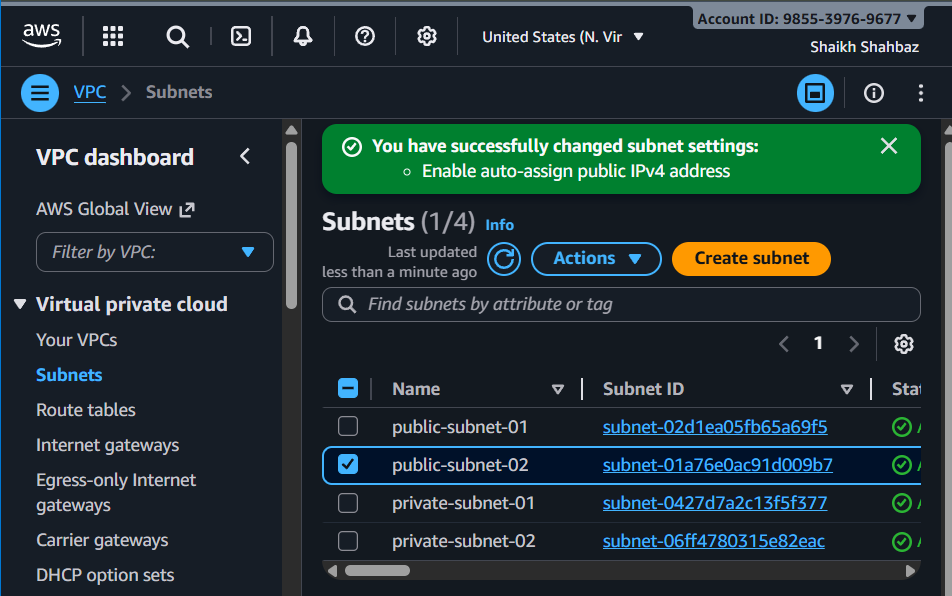 aws
United States (N. Vir
Account ID: 9855-3976-9677
Shaikh Shahbaz
VPC
Subnets
VPC dashboard
AWS Global View
Filter by VPC:
Virtual private cloud
Your VPCs
Subnets
Route tables
Internet gateways
Egress-only Internet
gateways
Carrier gateways
DHCP option sets
You have successfully changed subnet settings:
Enable auto-assign public IPv4 address
Subnets (1/4) Info
Last updated
less than a minute ago
Actions
Create subnet
Find subnets by attribute or tag
1
Name Subnet ID Stat
public-subnet-01 subnet-02d1ea05fb65a69f5
public-subnet-02 subnet-01a76e0ac91d009b7
private-subnet-01 subnet-0427d7a2c13f5f377
private-subnet-02 subnet-06ff4780315e82eac